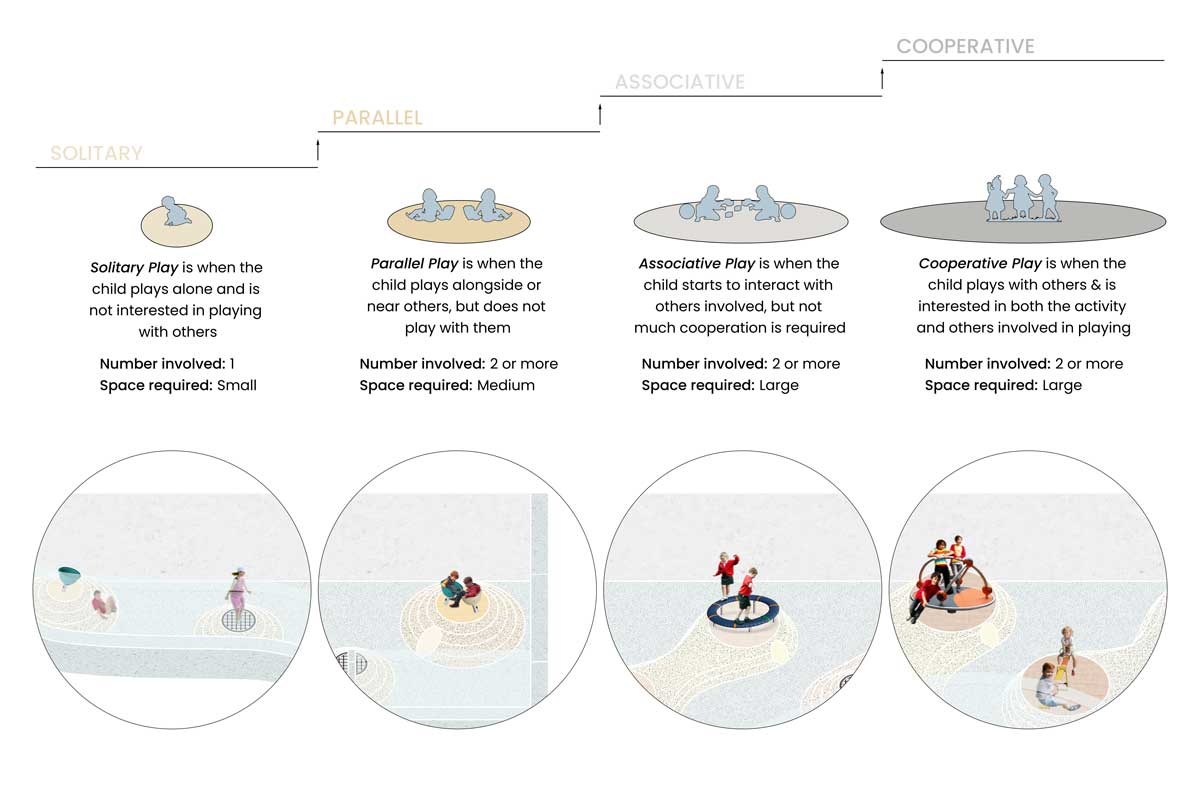 COOPERATIVE
ASSOCIATIVE
PARALLEL
SOLITARY
Solitary Play is when the
child plays alone and is
not interested in playing
with others
Number involved: 1
Space required: Small
Parallel Play is when the
child plays alongside or
near others, but does not
play with them
Number involved: 2 or more
Space required: Medium
Associative Play is when the
child starts to interact with
others involved, but not
much cooperation is required
Number involved: 2 or more
Space required: Large
Cooperative Play is when the
child plays with others & is
interested in both the activity
and others involved in playing
Number involved: 2 or more
Space required: Large